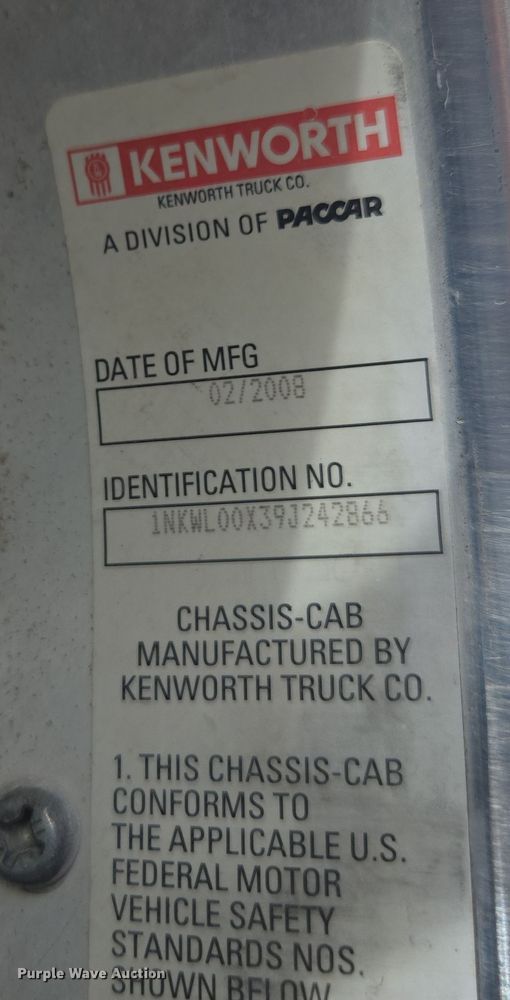 KENWORTH
KENWORTH TRUCK CO.
A DIVISION OF PACCAR
DATE OF MFG
02/2008
IDENTIFICATION NO.
1NKWL00X39J242866
CHASSIS-CAB
MANUFACTURED BY
KENWORTH TRUCK CO.
1. THIS CHASSIS-CAB
CONFORMS TO
THE APPLICABLE U.S.
FEDERAL MOTOR
VEHICLE SAFETY
STANDARDS NOS.
SHOWN BELOW
Purple Wave Auction